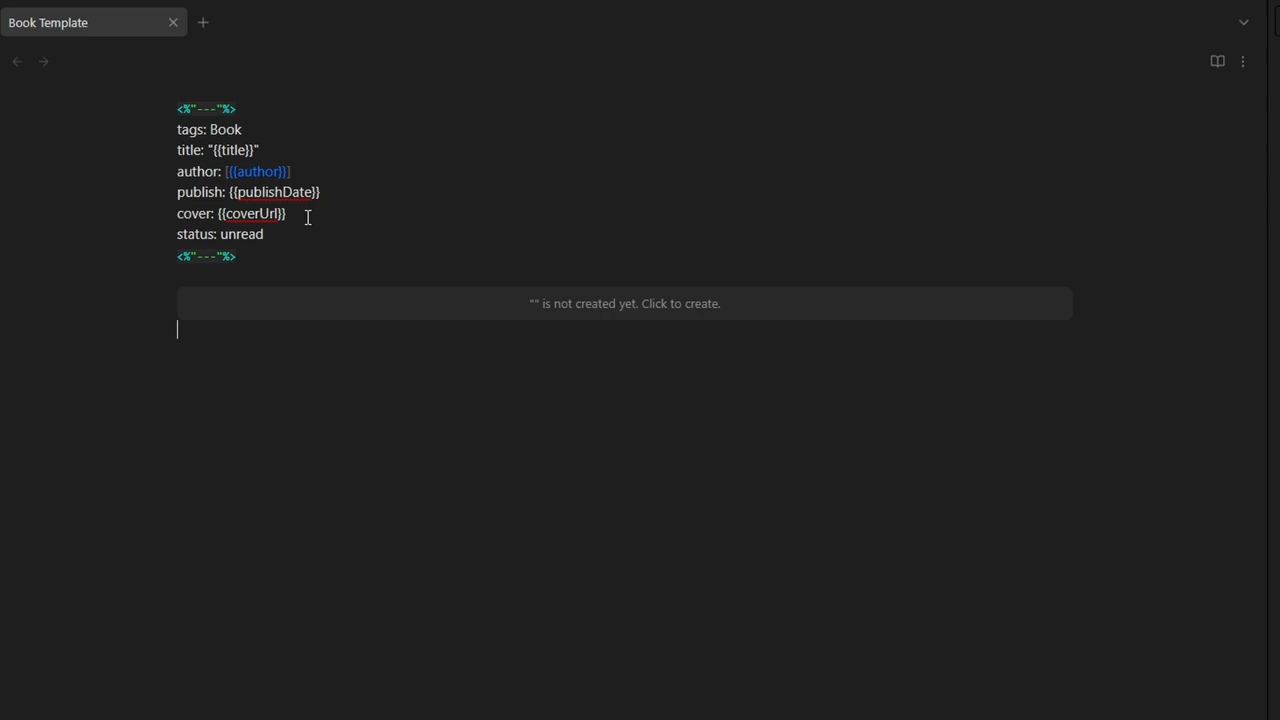 Book Template
<%"---"%>
tags: Book
title: "{{title}}"
author: [{{author}}]
publish: {{publishDate}}
cover: {{coverUrl}}
status: unread
<%"---"%>
"" is not created yet. Click to create.